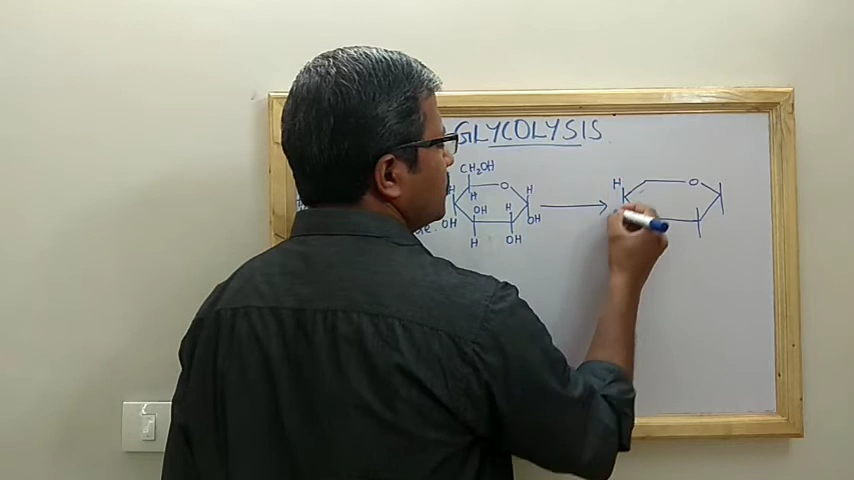 GLYCOLYSIS
CH₂OH
H O H H
H
OH H
OH OH
H OH
O
H